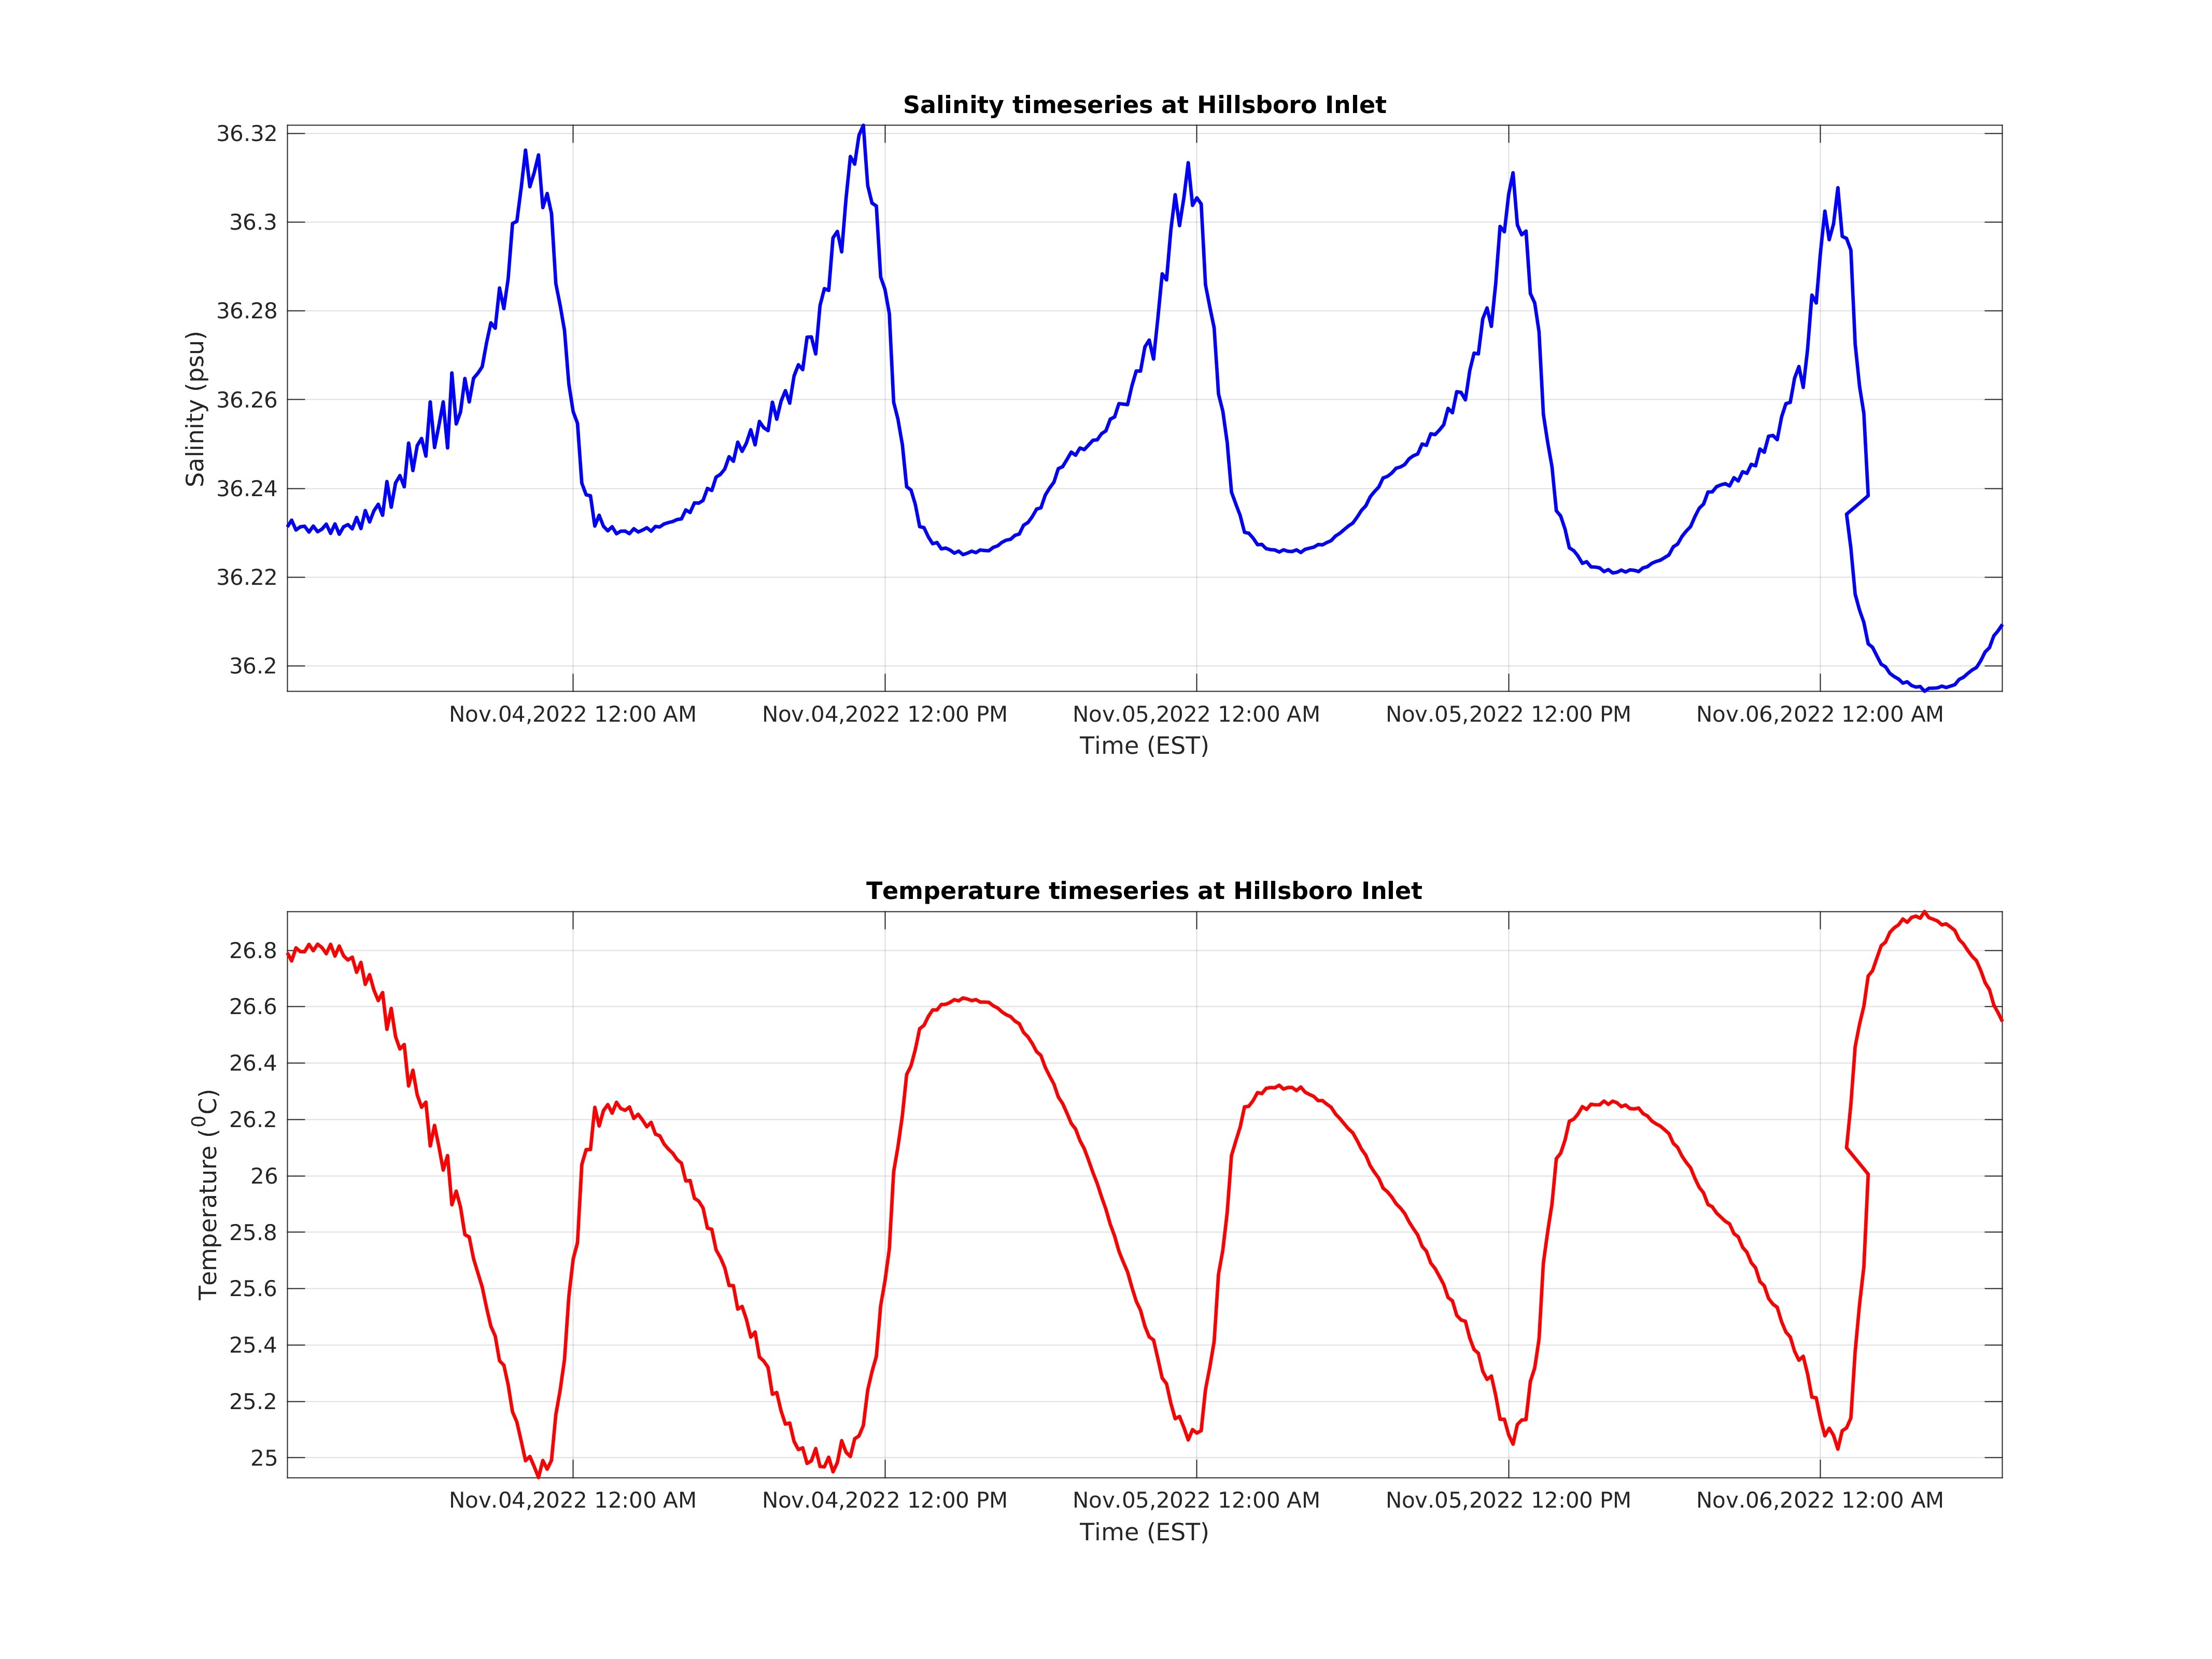 Salinity timeseries at Hillsboro Inlet
36.32
36.3
36.28
36.26
36.24
36.22
36.2
Salinity (psu)
Nov.04,2022 12:00 AM Nov.04,2022 12:00 PM Nov.05,2022 12:00 AM Nov.05,2022 12:00 PM Nov.06,2022 12:00 AM
Time (EST)
Temperature timeseries at Hillsboro Inlet
26.8
26.6
26.4
26.2
26
25.8
25.6
25.4
25.2
25
Temperature (⁰C)
Nov.04,2022 12:00 AM Nov.04,2022 12:00 PM Nov.05,2022 12:00 AM Nov.05,2022 12:00 PM Nov.06,2022 12:00 AM
Time (EST)